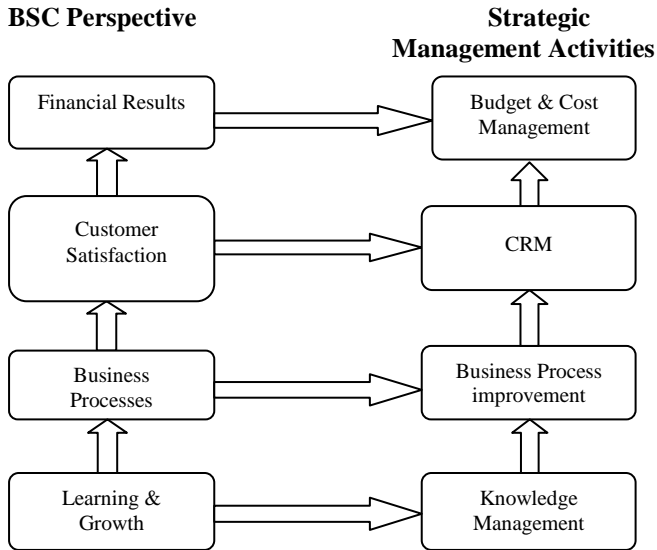 BSC Perspective
Strategic
Management Activities
Financial Results
Budget & Cost
Management
Customer
Satisfaction
CRM
Business
Processes
Business Process
improvement
Learning &
Growth
Knowledge
Management